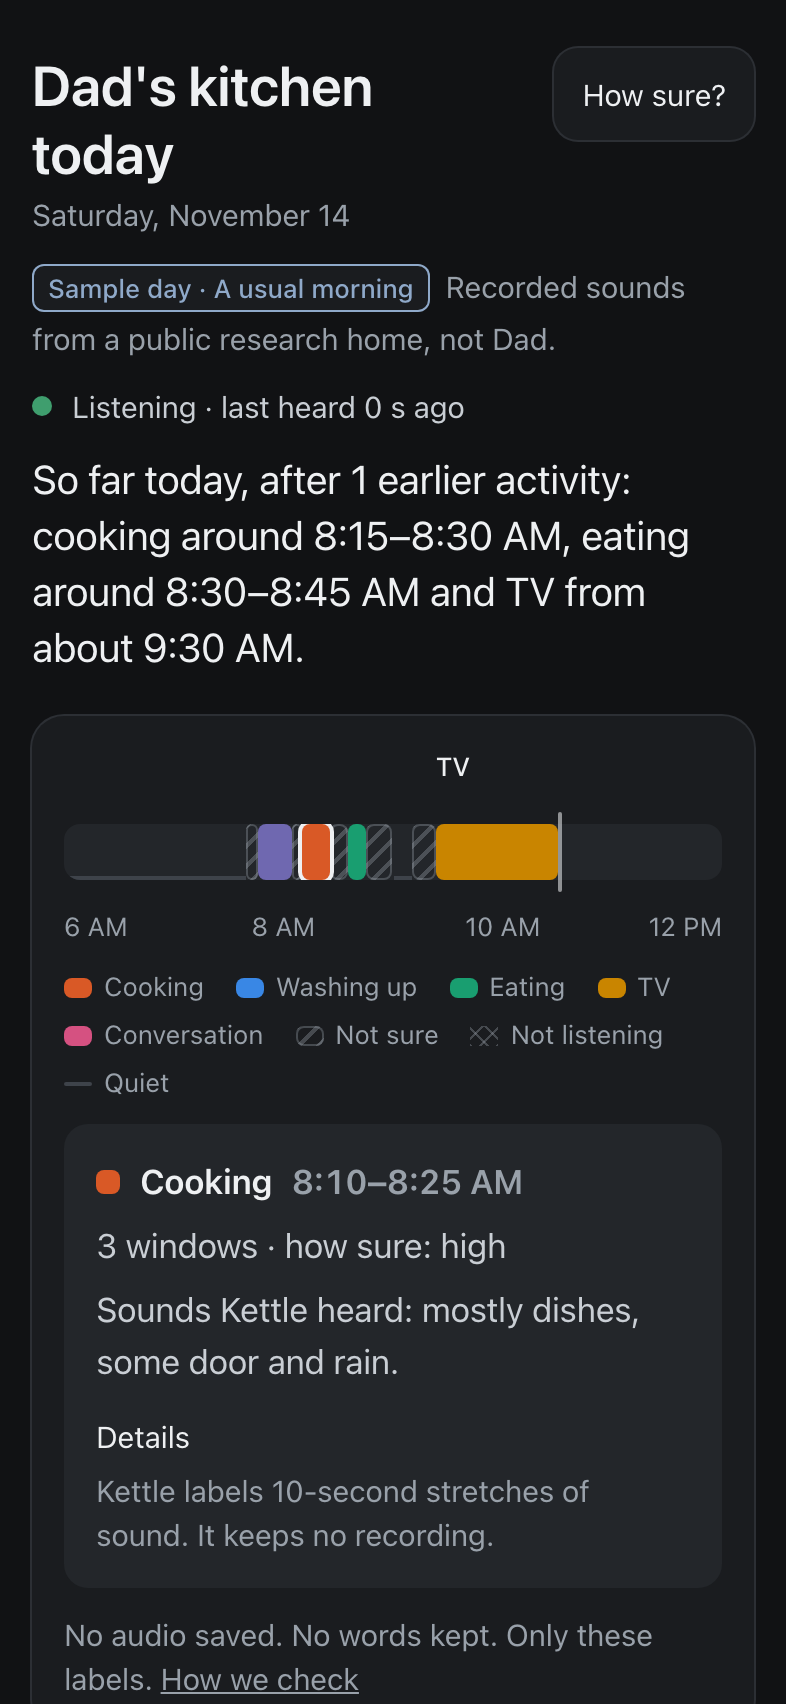 Dad's kitchen
today
How sure?
Saturday, November 14
Sample day · A usual morning Recorded sounds
from a public research home, not Dad.
Listening · last heard 0 s ago
So far today, after 1 earlier activity:
cooking around 8:15–8:30 AM, eating
around 8:30–8:45 AM and TV from
about 9:30 AM.
TV
6 AM 8 AM 10 AM 12 PM
Cooking Washing up Eating TV
Conversation Not sure Not listening
Quiet
Cooking 8:10–8:25 AM
3 windows · how sure: high
Sounds Kettle heard: mostly dishes,
some door and rain.
Details
Kettle labels 10-second stretches of
sound. It keeps no recording.
No audio saved. No words kept. Only these
labels. How we check